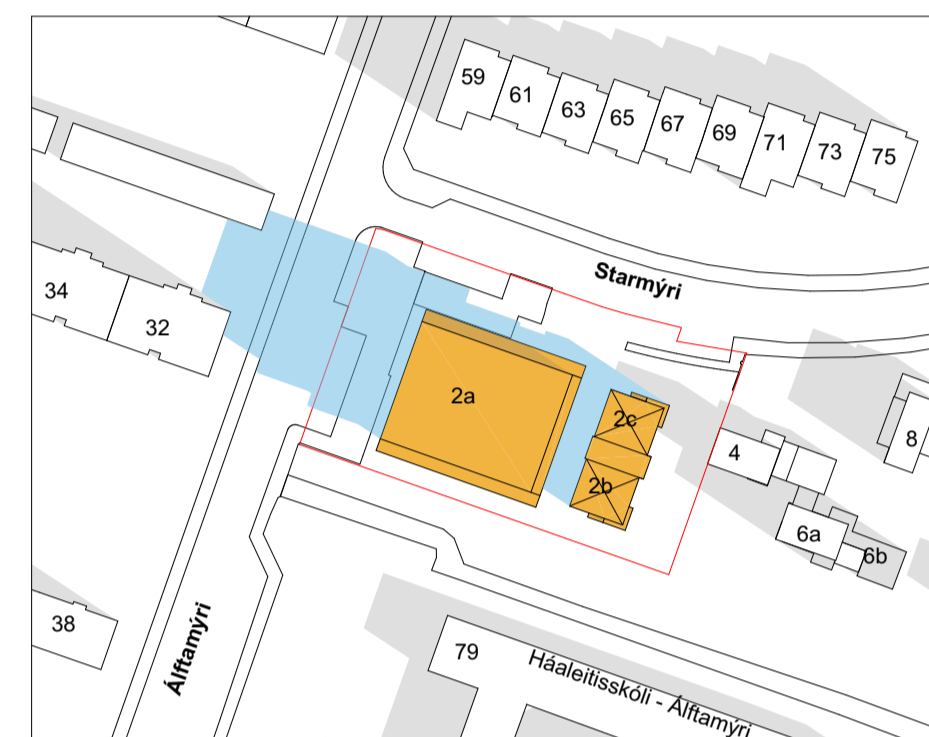 59
61
63
65
67
69
71
73
75
Starmýri
34
32
2a
2c
2b
4
8
6a
6b
38
Álftamýri
79
Háaleitisskóli - Álftamýri